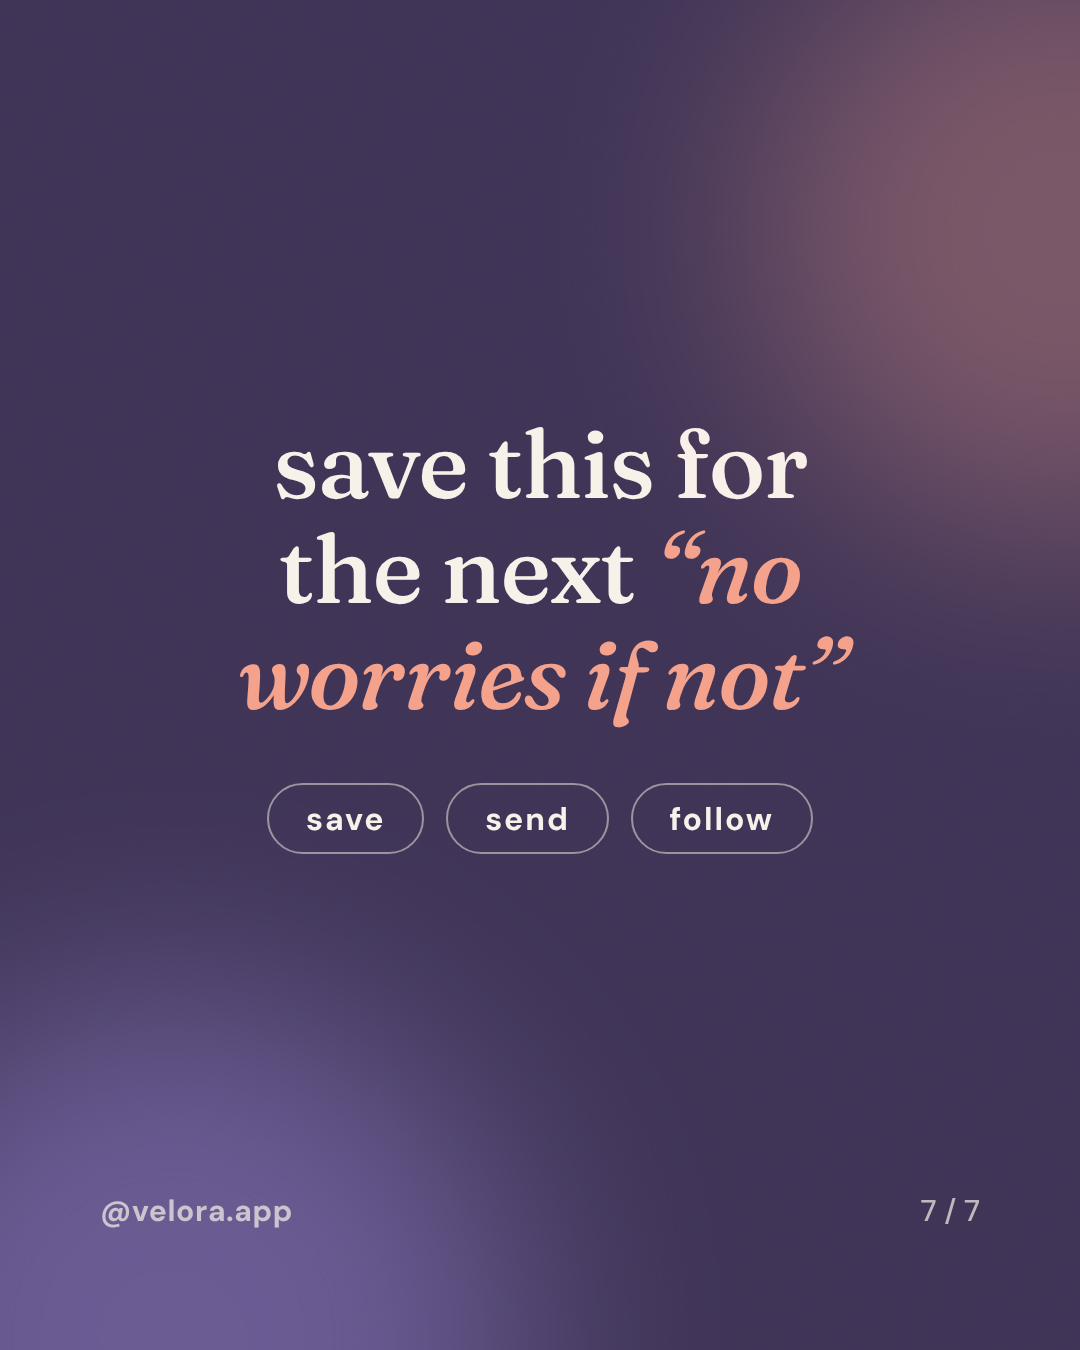 save this for
the next “no
worries if not”
save send follow
@velora.app 7 / 7